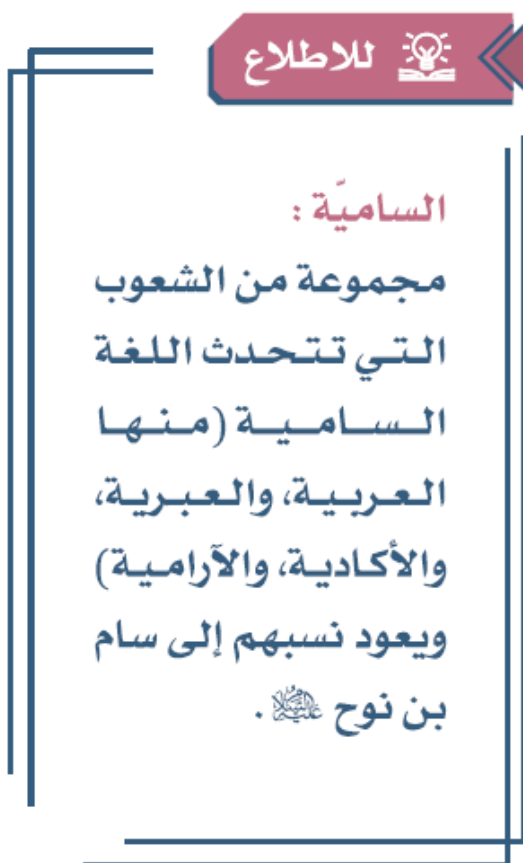 للاطلاع
الساميّة :
مجموعة من الشعوب
التي تتحدث اللغة
السامية (منها
العربية، والعبرية،
والأكادية، والآرامية)
ويعود نسبهم إلى سام
بن نوح عليه السلام .